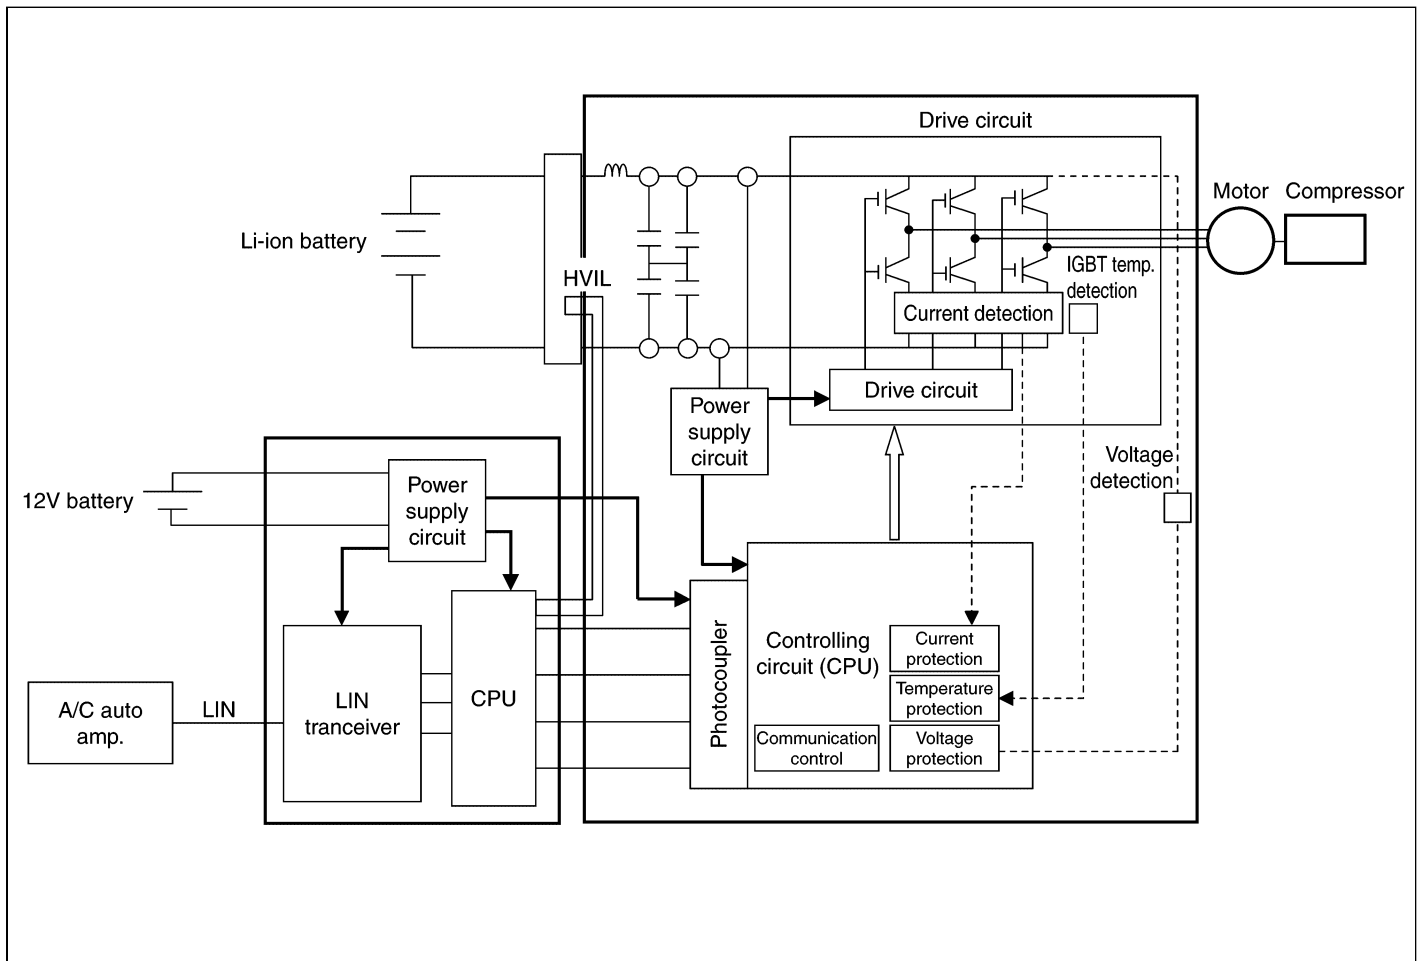 Drive circuit
Motor
Compressor
Li-ion battery
HVIL
IGBT temp.
detection
Current detection
Drive circuit
Power
supply
circuit
Voltage
detection
12V battery
Power
supply
circuit
Photocoupler
Controlling
circuit (CPU)
Current
protection
Temperature
protection
Voltage
protection
Communication
control
A/C auto
amp.
LIN
LIN
tranceiver
CPU